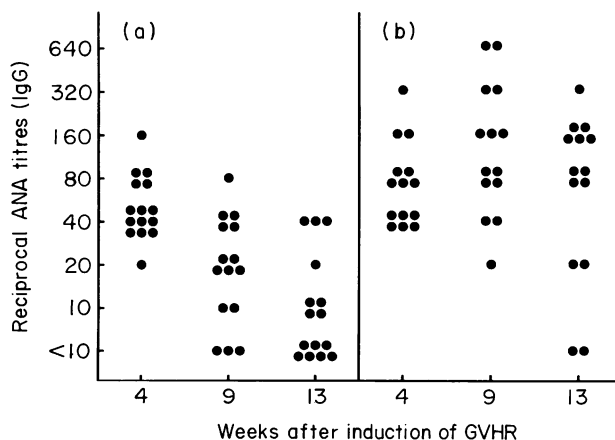 (a) (b)
Reciprocal ANA titres (IgG)
640
320
160
80
40
20
10
<10
4 9 13 4 9 13
Weeks after induction of GVHR